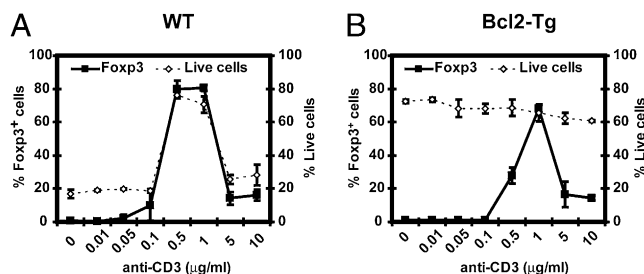 A WT
100
80
60
40
20
0
% Foxp3+ cells
Foxp3 Live cells
100
80
60
40
20
0
% Live cells
0 0.01 0.05 0.1 0.5 1 5 10
anti-CD3 (μg/ml)
B Bcl2-Tg
100
80
60
40
20
0
% Foxp3+ cells
Foxp3 Live cells
100
80
60
40
20
0
% Live cells
0 0.01 0.05 0.1 0.5 1 5 10
anti-CD3 (μg/ml)